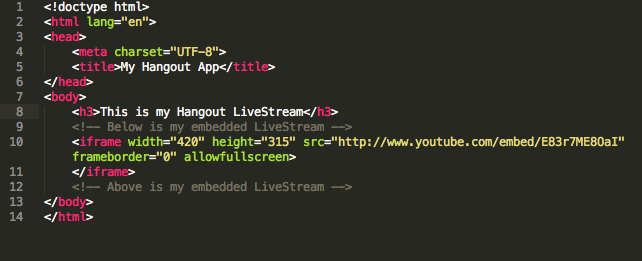 1 <!doctype html>
2 <html lang="en">
3 <head>
4 <meta charset="UTF-8">
5 <title>My Hangout App</title>
6 </head>
7 <body>
8 <h3>This is my Hangout LiveStream</h3>
9 <!-- Below is my embedded LiveStream -->
10 <iframe width="420" height="315" src="http://www.youtube.com/embed/E83r7ME8OaI"
frameborder="0" allowfullscreen>
11 </iframe>
12 <!-- Above is my embedded LiveStream -->
13 </body>
14 </html>